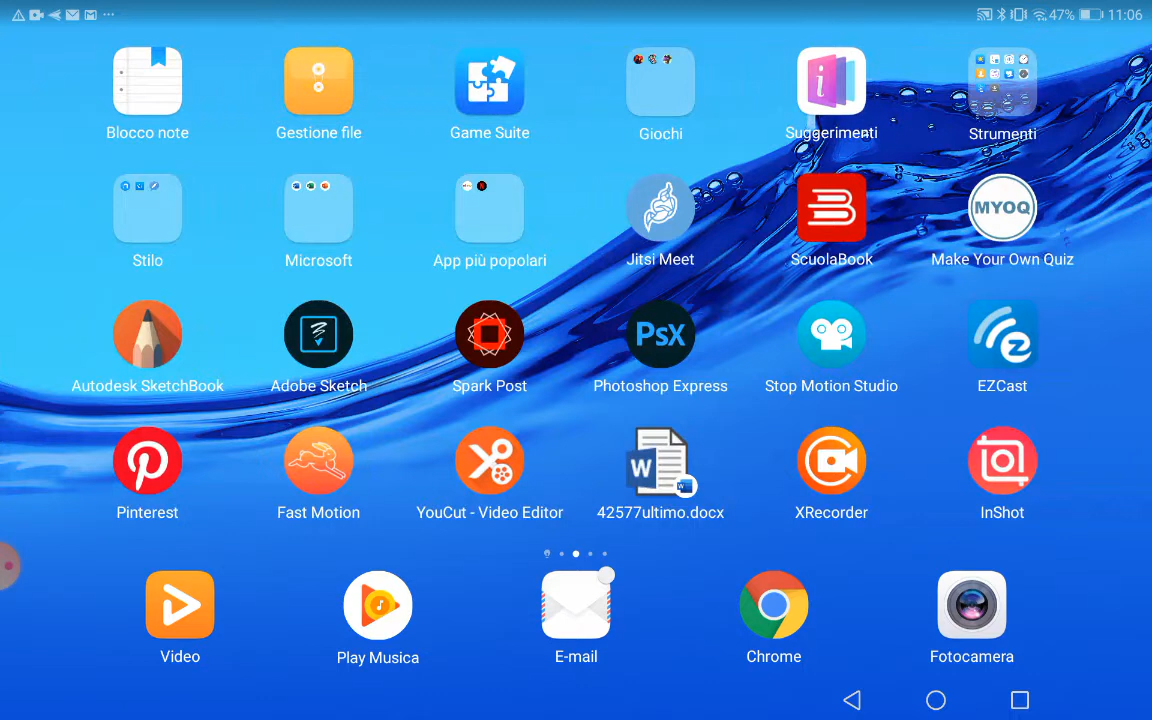 47% 11:06
Blocco note Gestione file Game Suite Giochi Suggerimenti Strumenti
Stilo Microsoft App più popolari Jitsi Meet ScuolaBook Make Your Own Quiz
MYOQ
Autodesk SketchBook Adobe Sketch Spark Post Photoshop Express Stop Motion Studio EZCast
PsX
Pinterest Fast Motion YouCut - Video Editor 42577ultimo.docx XRecorder InShot
W
Video Play Musica E-mail Chrome Fotocamera